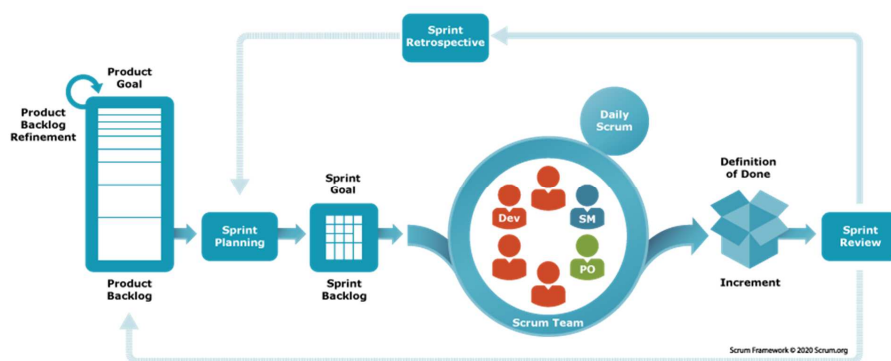 Sprint
Retrospective
Product
Goal
Product
Backlog
Refinement
Daily
Scrum
Definition
of Done
Sprint
Goal
Dev
SM
Sprint
Planning
Sprint
Review
PO
Product
Backlog
Sprint
Backlog
Increment
Scrum Team
Scrum Framework © 2020 Scrum.org